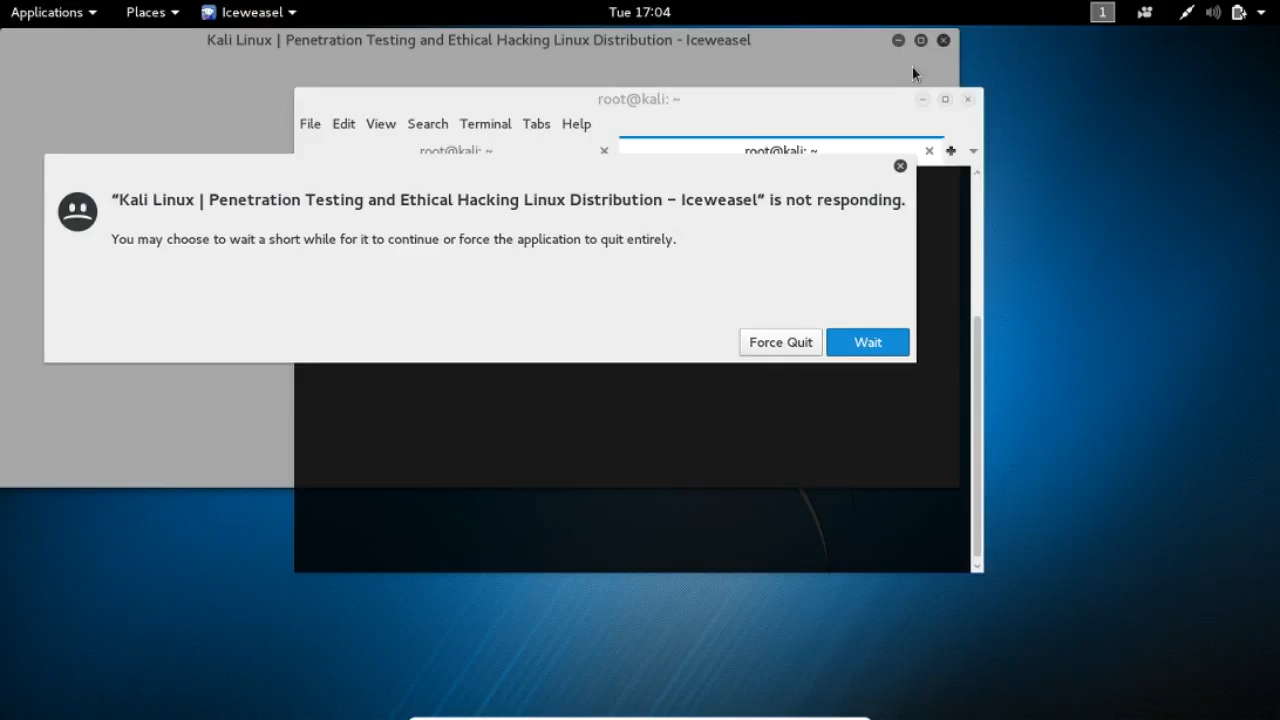 Applications Places Iceweasel Tue 17:04 1
Kali Linux | Penetration Testing and Ethical Hacking Linux Distribution - Iceweasel
root@kali: ~
File Edit View Search Terminal Tabs Help
root@kali: ~ root@kali: ~
“Kali Linux | Penetration Testing and Ethical Hacking Linux Distribution – Iceweasel” is not responding.
You may choose to wait a short while for it to continue or force the application to quit entirely.
Force Quit Wait